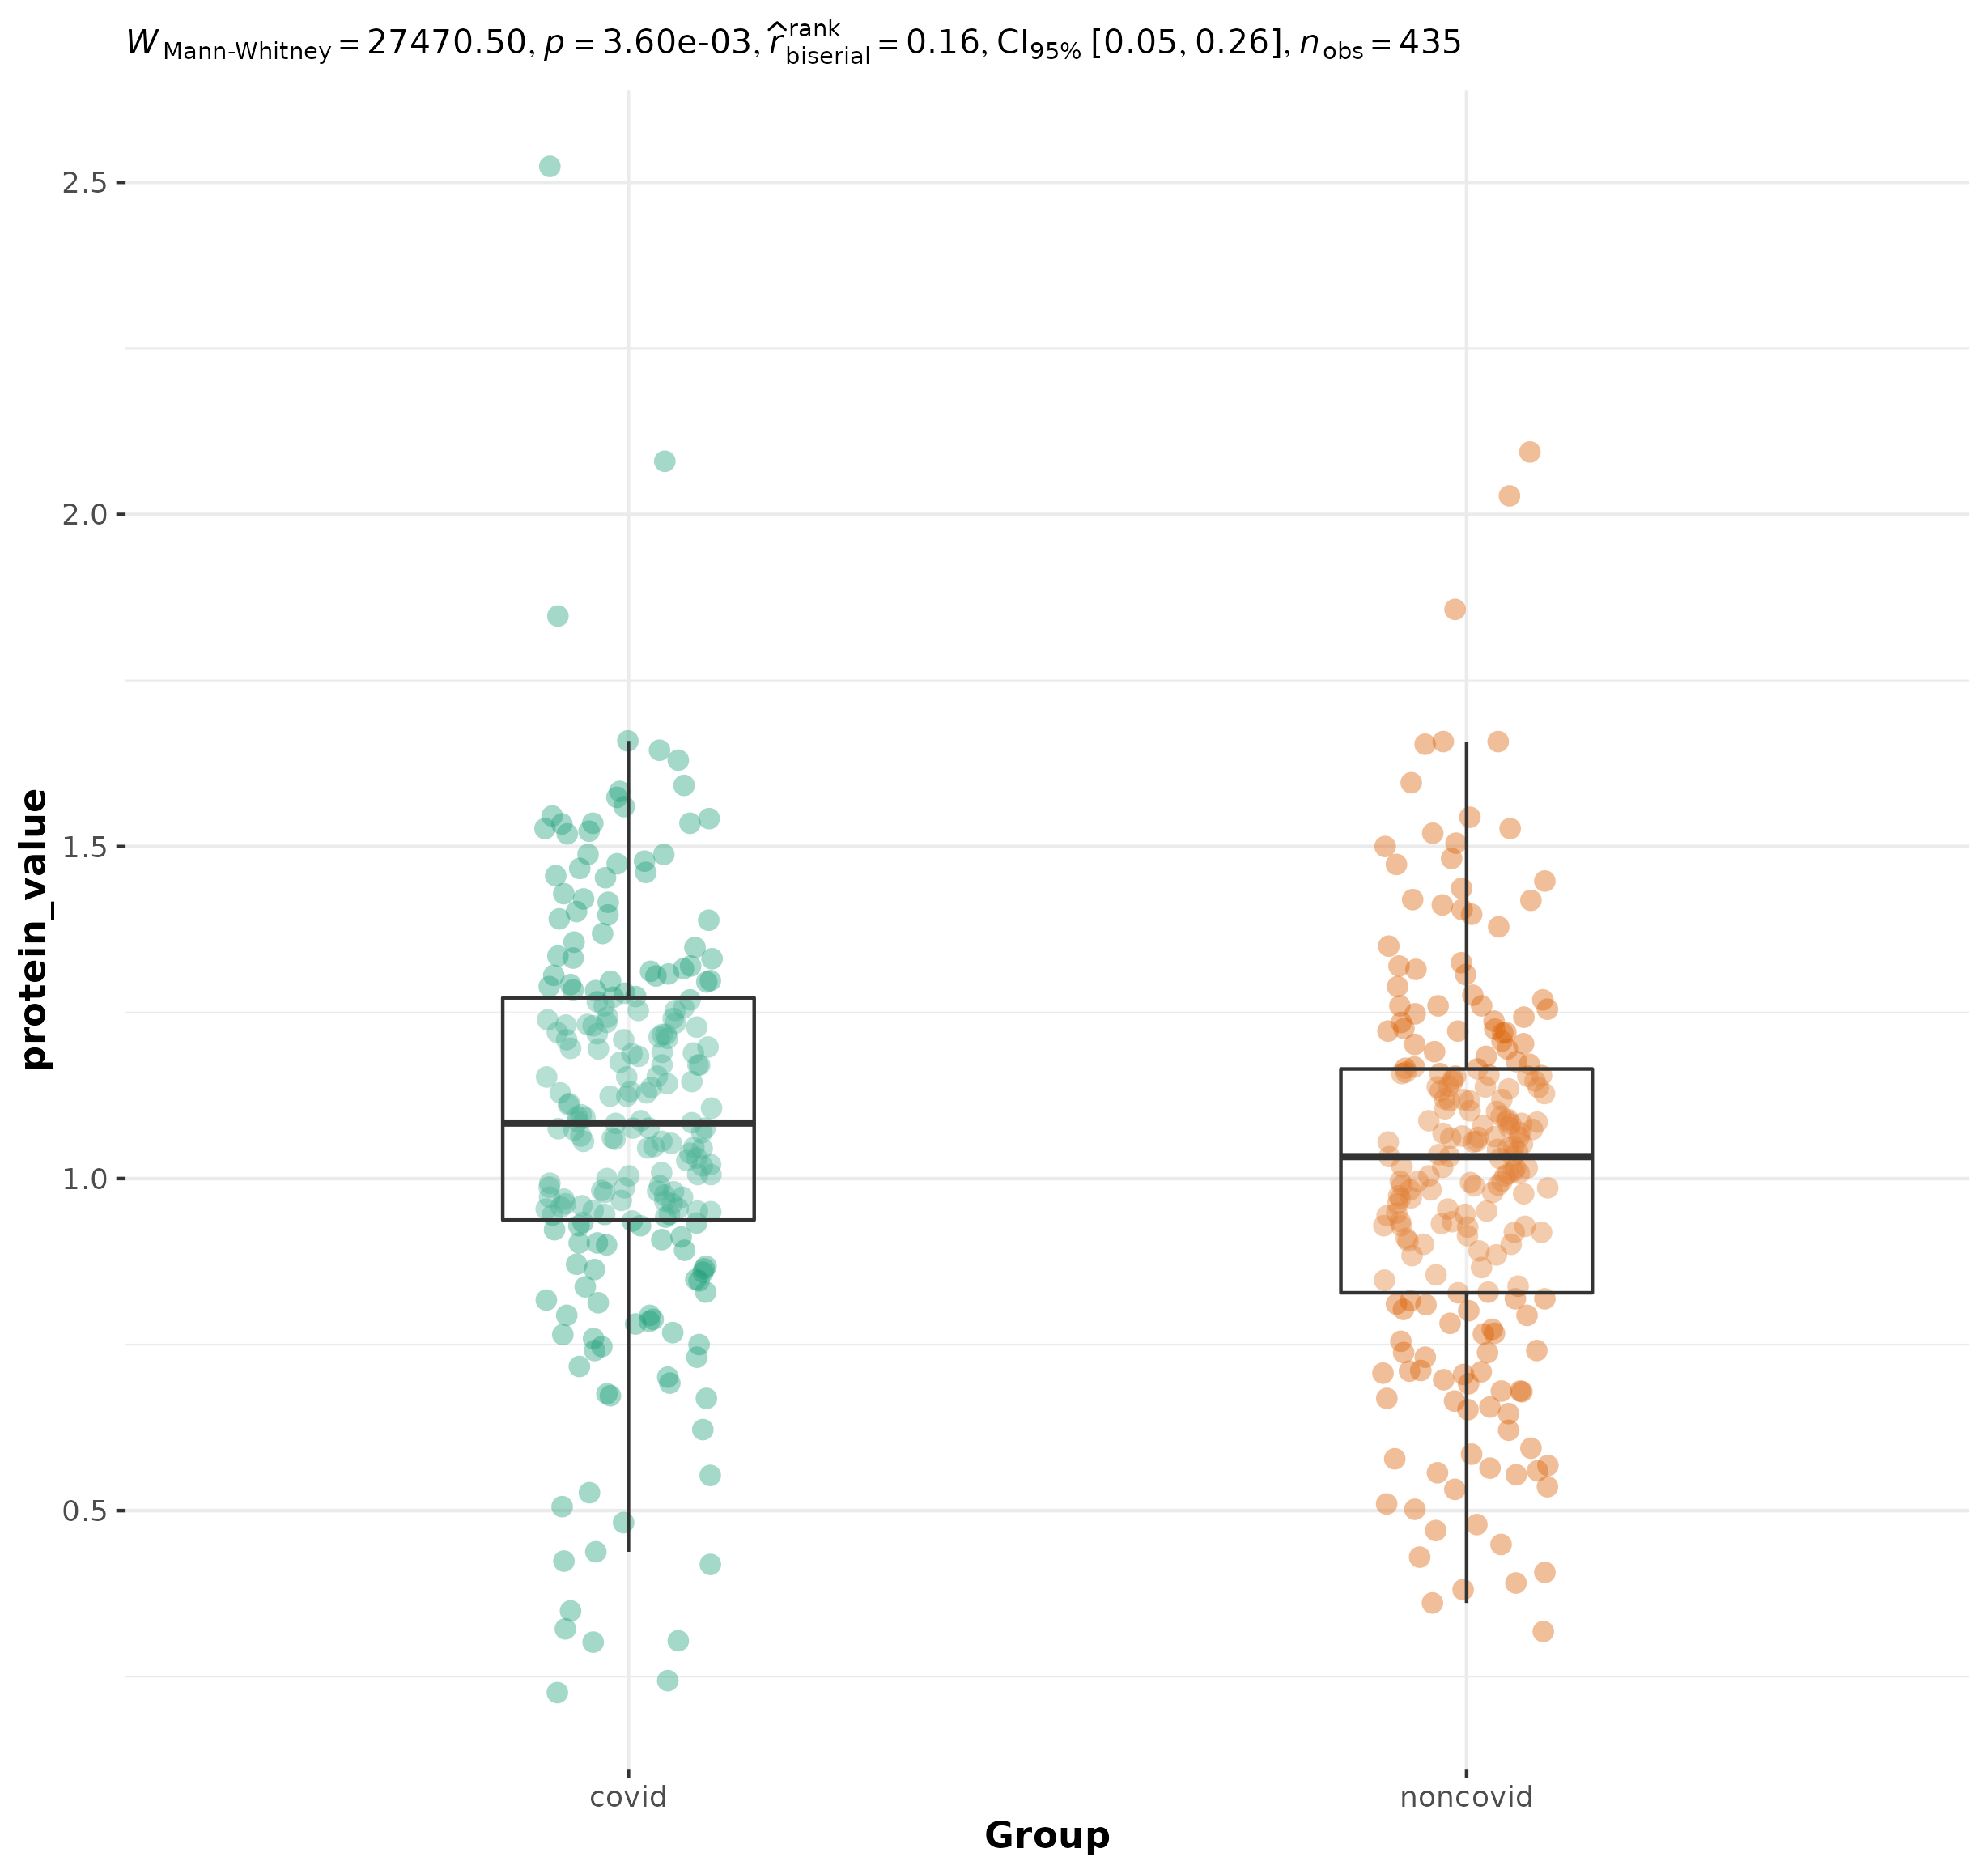 W Mann-Whitney = 27470.50, p = 3.60e-03, r̂ rank biserial = 0.16, CI95% [0.05, 0.26], n obs = 435
2.5
2.0
1.5
1.0
0.5
protein_value
covid noncovid
Group